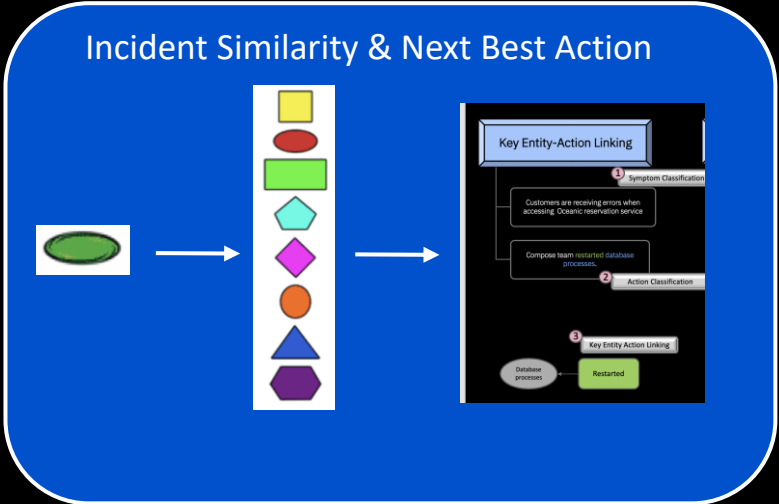 Incident Similarity & Next Best Action
Key Entity-Action Linking
1
Symptom Classification
Customers are receiving errors when
accessing Oceanic reservation service
Compose team restarted database
processes.
2
Action Classification
3
Key Entity Action Linking
Database
processes
Restarted